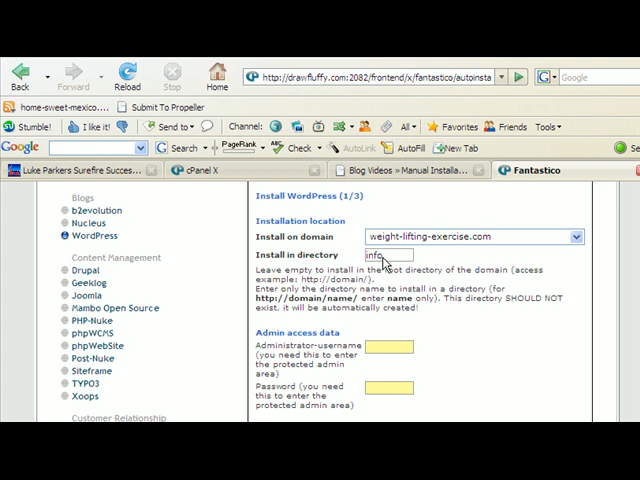 Back
Forward
Reload
Stop
Home
http://drawfluffy.com:2082/frontend/x/fantastico/autoinsta
Google
home-sweet-mexico....
Submit To Propeller
Stumble!
I like it!
Send to
Channel:
All
Favorites
Friends
Tools
Google
Search
PageRank
Check
AutoLink
AutoFill
New Tab
Se
Luke Parkers Surefire Success...
cPanel X
Blog Videos » Manual Installa...
Fantastico
Blogs
b2evolution
Nucleus
WordPress
Content Management
Drupal
Geeklog
Joomla
Mambo Open Source
PHP-Nuke
phpWCMS
phpWebSite
Post-Nuke
Siteframe
TYPO3
Xoops
Customer Relationship
Install WordPress (1/3)
Installation location
Install on domain
weight-lifting-exercise.com
Install in directory
info
Leave empty to install in the root directory of the domain (access
example: http://domain/).
Enter only the directory name to install in a directory (for
http://domain/name/ enter name only). This directory SHOULD NOT
exist, it will be automatically created!
Admin access data
Administrator-username
(you need this to enter
the protected admin
area)
Password (you need
this to enter the
protected admin area)